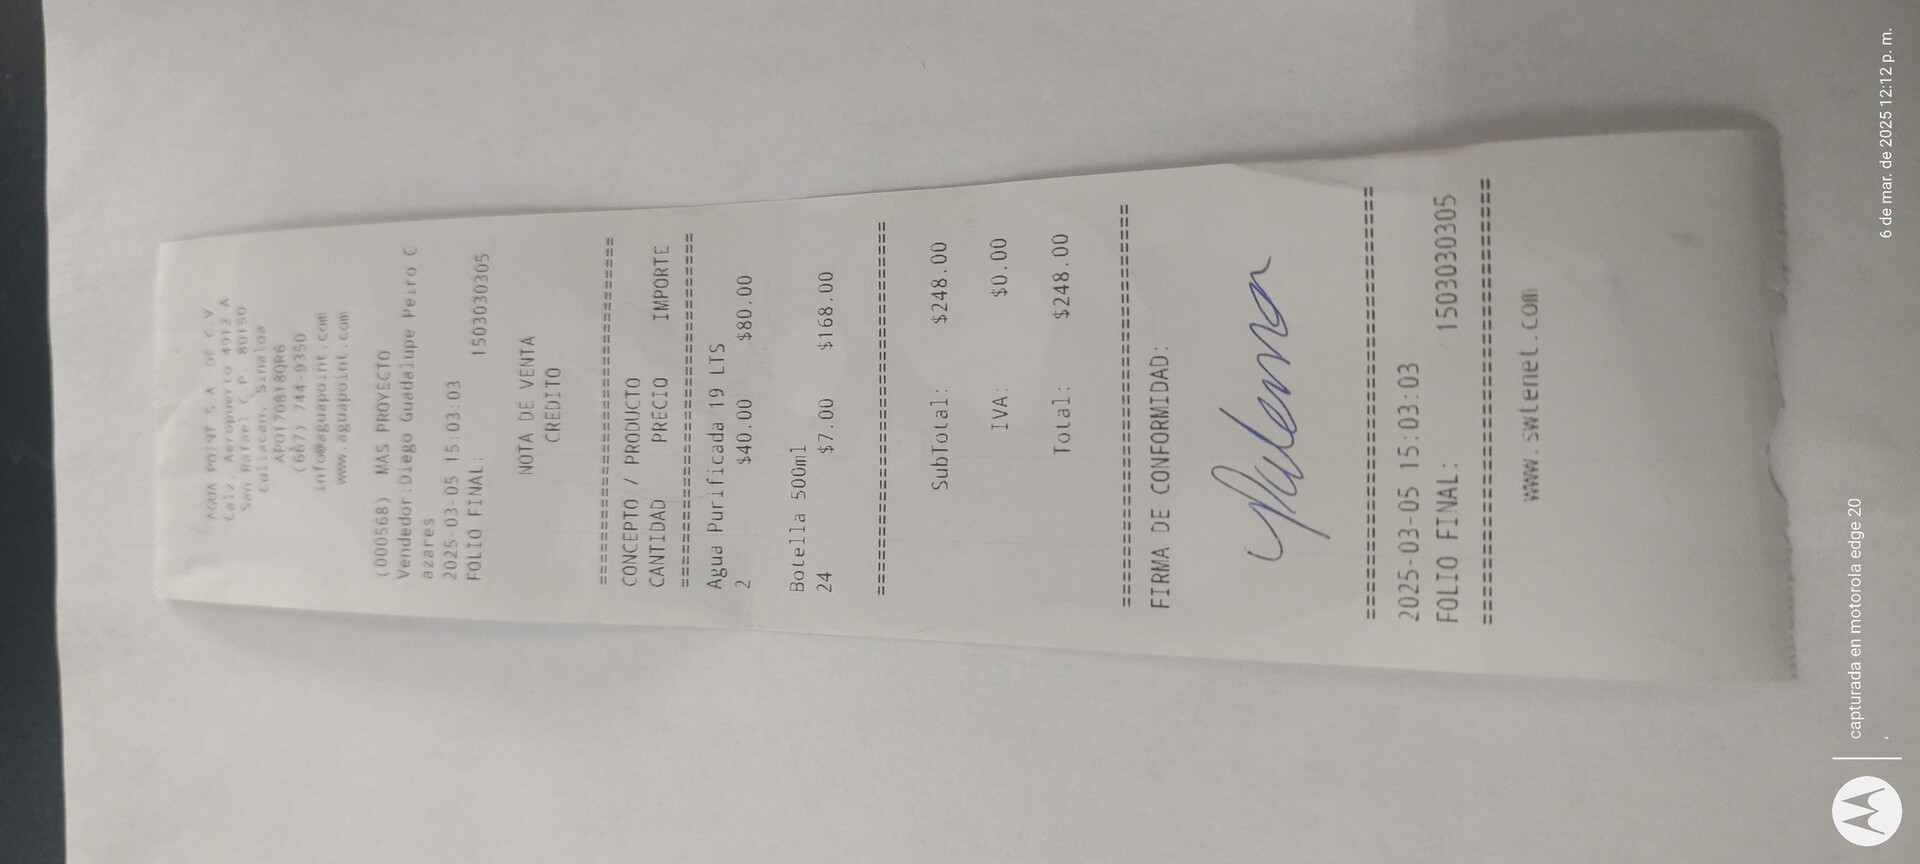 AGUA POINT S.A. DE C.V.
Calz. Aeropuerto 4912 A
San Rafael C.P. 80150
Culiacan, Sinaloa
APO170818QR6
(667) 744-9350
info@aguapoint.com
www.aguapoint.com
(000568) MAS PROYECTO
Vendedor:Diego Guadalupe Peiro C
azares
2025-03-05 15:03:03
FOLIO FINAL: 1503030305
NOTA DE VENTA
CREDITO
================================
CONCEPTO / PRODUCTO
CANTIDAD PRECIO IMPORTE
================================
Agua Purificada 19 LTS
2 $40.00 $80.00
Botella 500ml
24 $7.00 $168.00
================================
SubTotal: $248.00
IVA: $0.00
Total: $248.00
================================
FIRMA DE CONFORMIDAD:
================================
2025-03-05 15:03:03
FOLIO FINAL: 1503030305
================================
www.swtenet.com
capturada en motorola edge 20
6 de mar. de 2025 12:12 p. m.